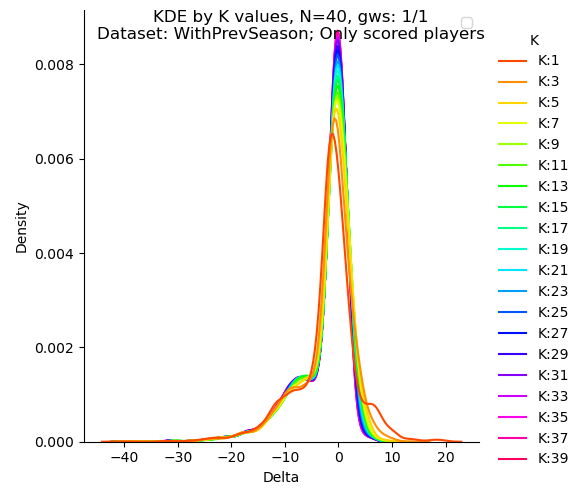 KDE by K values, N=40, gws: 1/1
Dataset: WithPrevSeason; Only scored players
K
K:1
K:3
K:5
K:7
K:9
K:11
K:13
K:15
K:17
K:19
K:21
K:23
K:25
K:27
K:29
K:31
K:33
K:35
K:37
K:39
Density
0.008
0.006
0.004
0.002
0.000
−40
−30
−20
−10
0
10
20
Delta